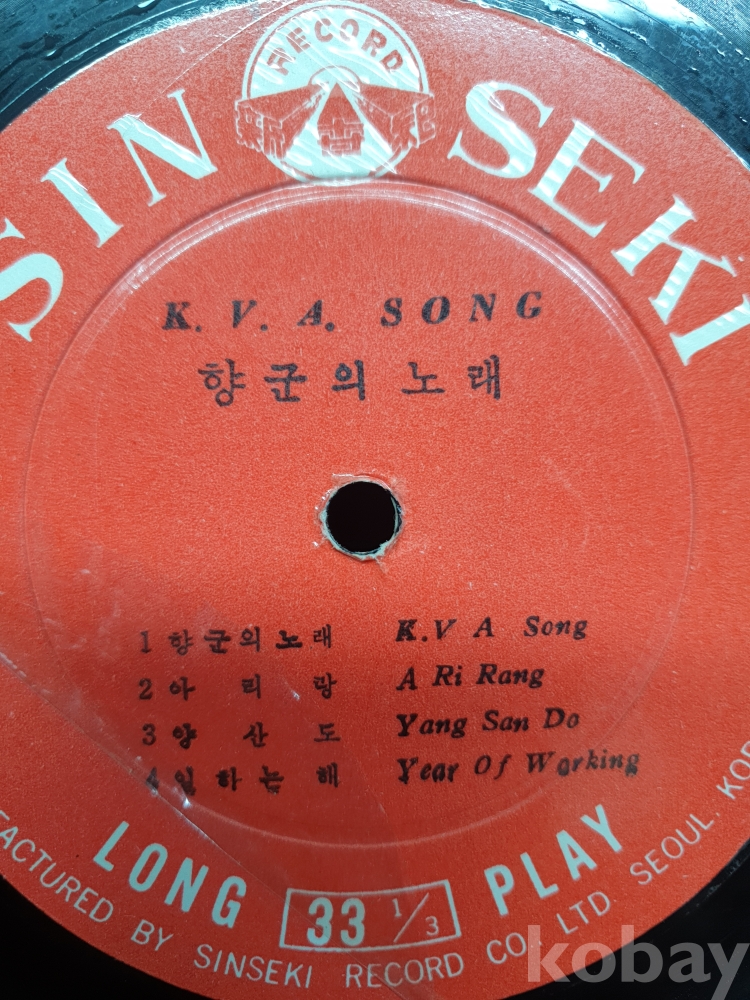 SIN SEKI
RECORD
K. V. A. SONG
향군의 노래
1 향군의노래 K.V A Song
2 아 리 랑 A Ri Rang
3 양 산 도 Yang San Do
4 일하는해 Year Of Working
LONG 33 1/3 PLAY
FACTURED BY SINSEKI RECORD CO., LTD. SEOUL. KOR
kobay